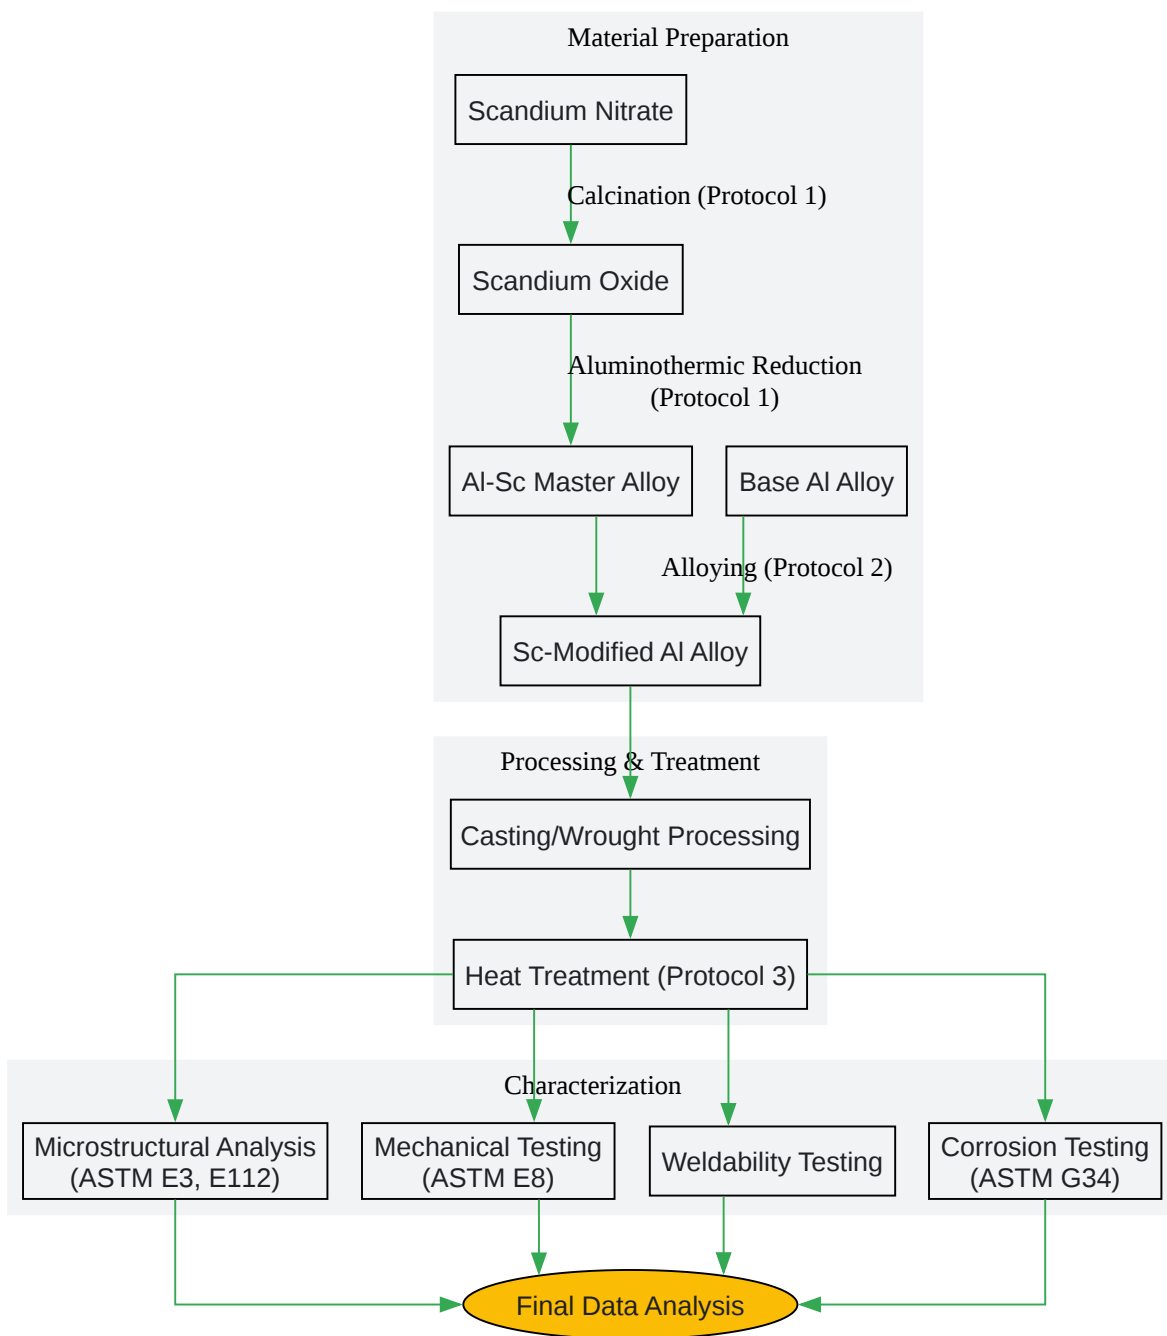 Material Preparation
Scandium Nitrate
Calcination (Protocol 1)
Scandium Oxide
Aluminothermic Reduction
(Protocol 1)
Al-Sc Master Alloy
Base Al Alloy
Alloying (Protocol 2)
Sc-Modified Al Alloy
Processing & Treatment
Casting/Wrought Processing
Heat Treatment (Protocol 3)
Characterization
Microstructural Analysis
(ASTM E3, E112)
Mechanical Testing
(ASTM E8)
Weldability Testing
Corrosion Testing
(ASTM G34)
Final Data Analysis